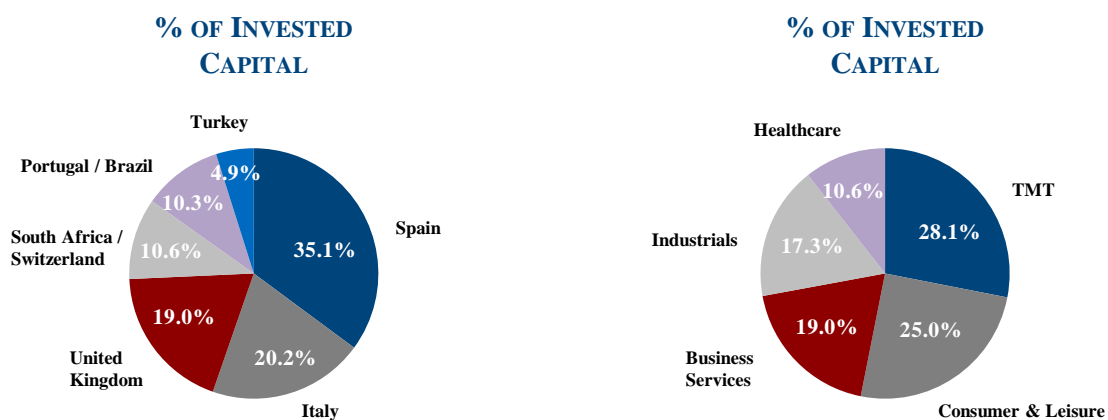 % OF INVESTED
CAPITAL
Turkey
4.9%
Portugal / Brazil
10.3%
South Africa /
Switzerland
10.6%
Spain
35.1%
19.0%
United
Kingdom
20.2%
Italy
% OF INVESTED
CAPITAL
Healthcare
10.6%
TMT
28.1%
Industrials
17.3%
19.0%
25.0%
Business
Services
Consumer & Leisure